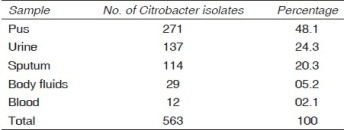 Sample No. of Citrobacter isolates Percentage
Pus 271 48.1
Urine 137 24.3
Sputum 114 20.3
Body fluids 29 05.2
Blood 12 02.1
Total 563 100